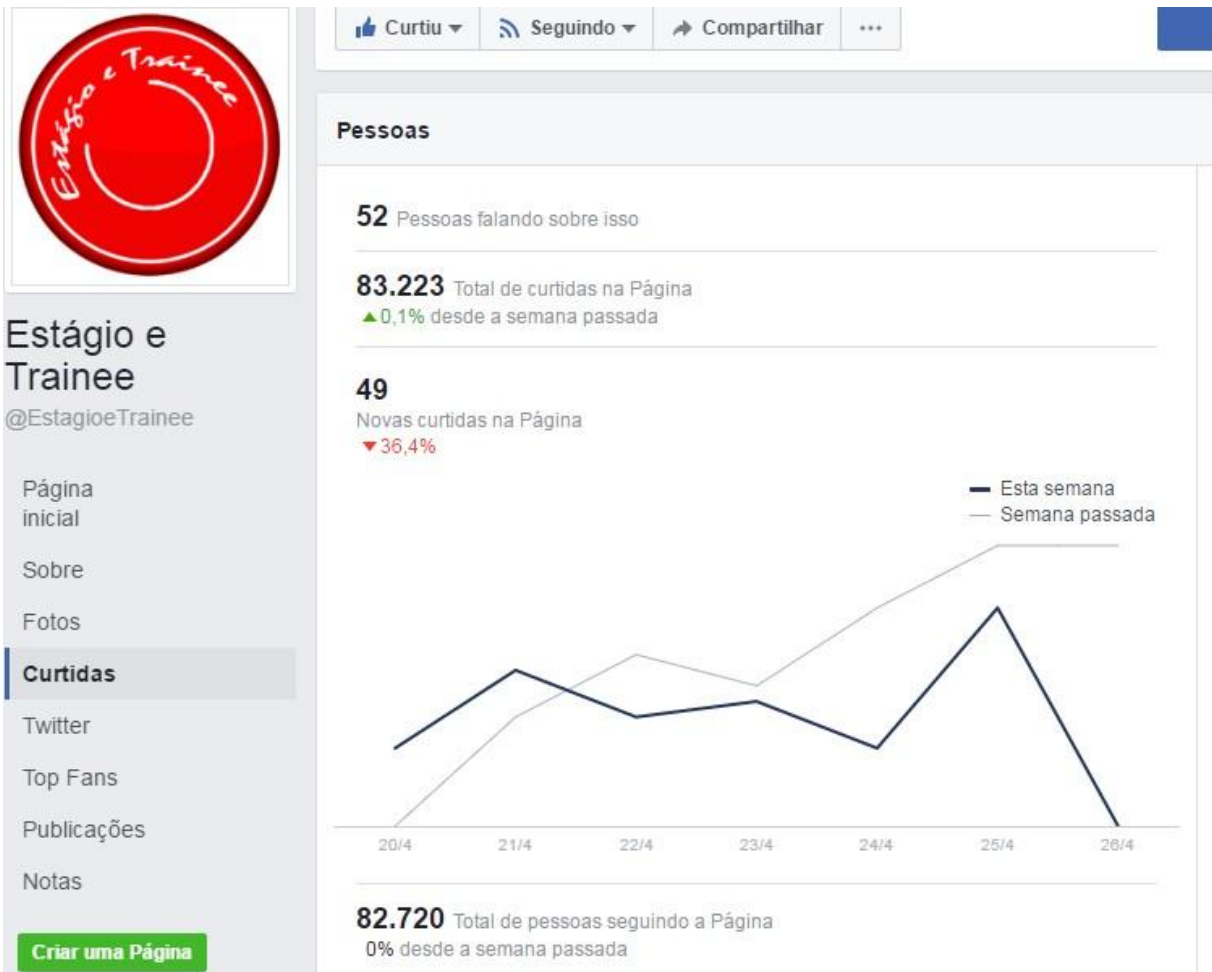 Estágio e Trainee
Estágio e
Trainee
@EstagioeTrainee
Página
inicial
Sobre
Fotos
Curtidas
Twitter
Top Fans
Publicações
Notas
Criar uma Página
Curtiu Seguindo Compartilhar ...
Pessoas
52 Pessoas falando sobre isso
83.223 Total de curtidas na Página
▲0,1% desde a semana passada
49
Novas curtidas na Página
▼36,4%
Esta semana
Semana passada
20/4 21/4 22/4 23/4 24/4 25/4 26/4
82.720 Total de pessoas seguindo a Página
0% desde a semana passada